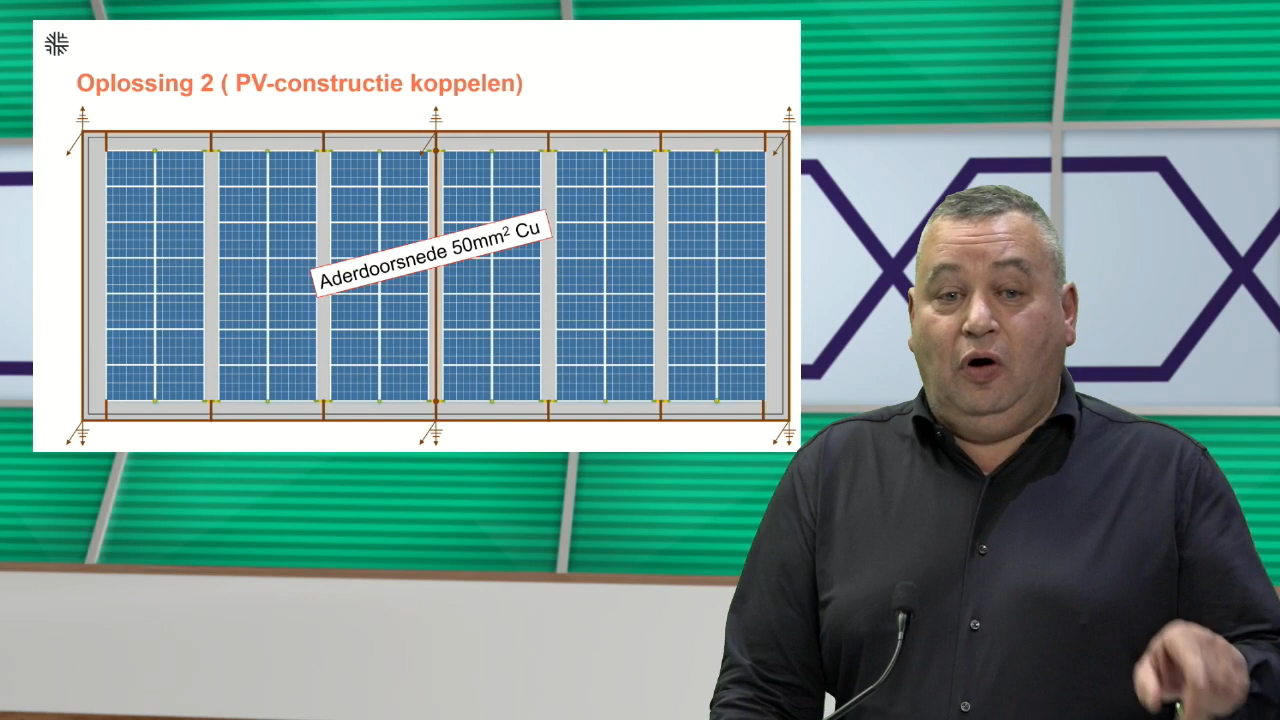 Oplossing 2 ( PV-constructie koppelen)
Aderdoorsnede 50mm² Cu